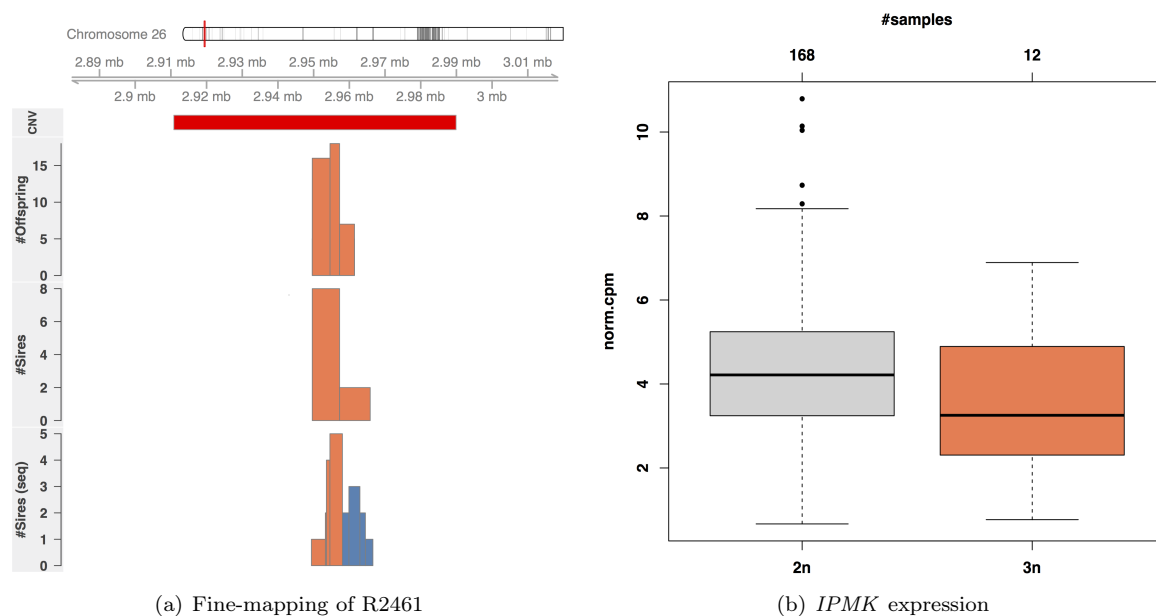 Chromosome 26
2.89 mb 2.91 mb 2.93 mb 2.95 mb 2.97 mb 2.99 mb 3.01 mb
2.9 mb 2.92 mb 2.94 mb 2.96 mb 2.98 mb 3 mb
CNV
#Offspring
15
10
5
0
#Sires
8
6
4
2
0
#Sires (seq)
5
4
3
2
1
0
(a) Fine-mapping of R2461
#samples
168 12
norm.cpm
10
8
6
4
2
2n 3n
(b) IPMK expression